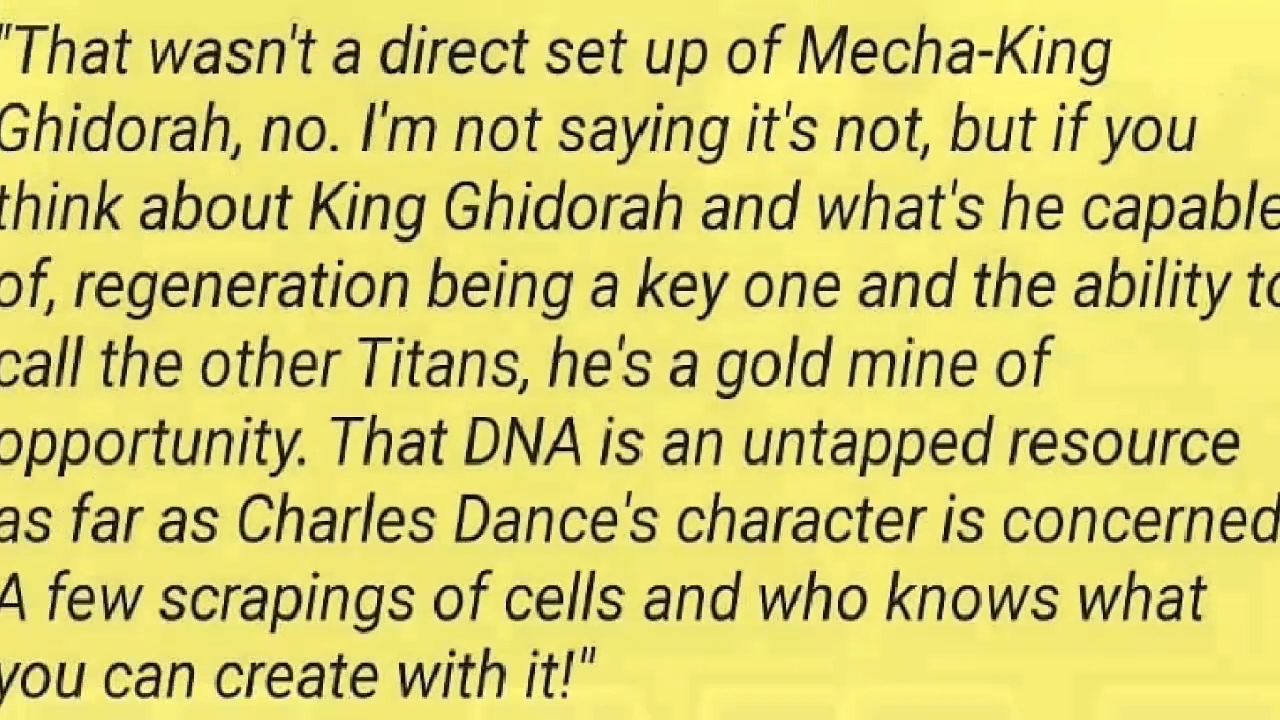 "That wasn't a direct set up of Mecha-King
Ghidorah, no. I'm not saying it's not, but if you
think about King Ghidorah and what's he capable
of, regeneration being a key one and the ability to
call the other Titans, he's a gold mine of
opportunity. That DNA is an untapped resource
as far as Charles Dance's character is concerned
A few scrapings of cells and who knows what
you can create with it!"